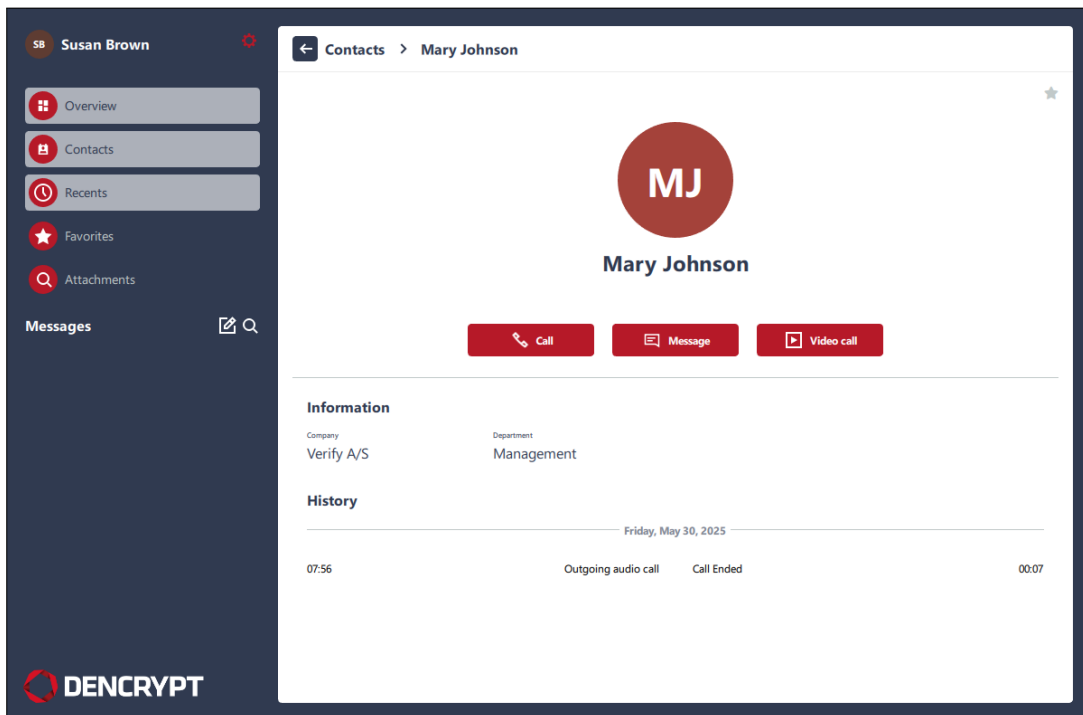 SB Susan Brown
Overview
Contacts
Recents
Favorites
Attachments
Messages
DENCRYPT
Contacts > Mary Johnson
MJ
Mary Johnson
Call Message Video call
Information
Company Department
Verify A/S Management
History
Friday, May 30, 2025
07:56 Outgoing audio call Call Ended 00:07